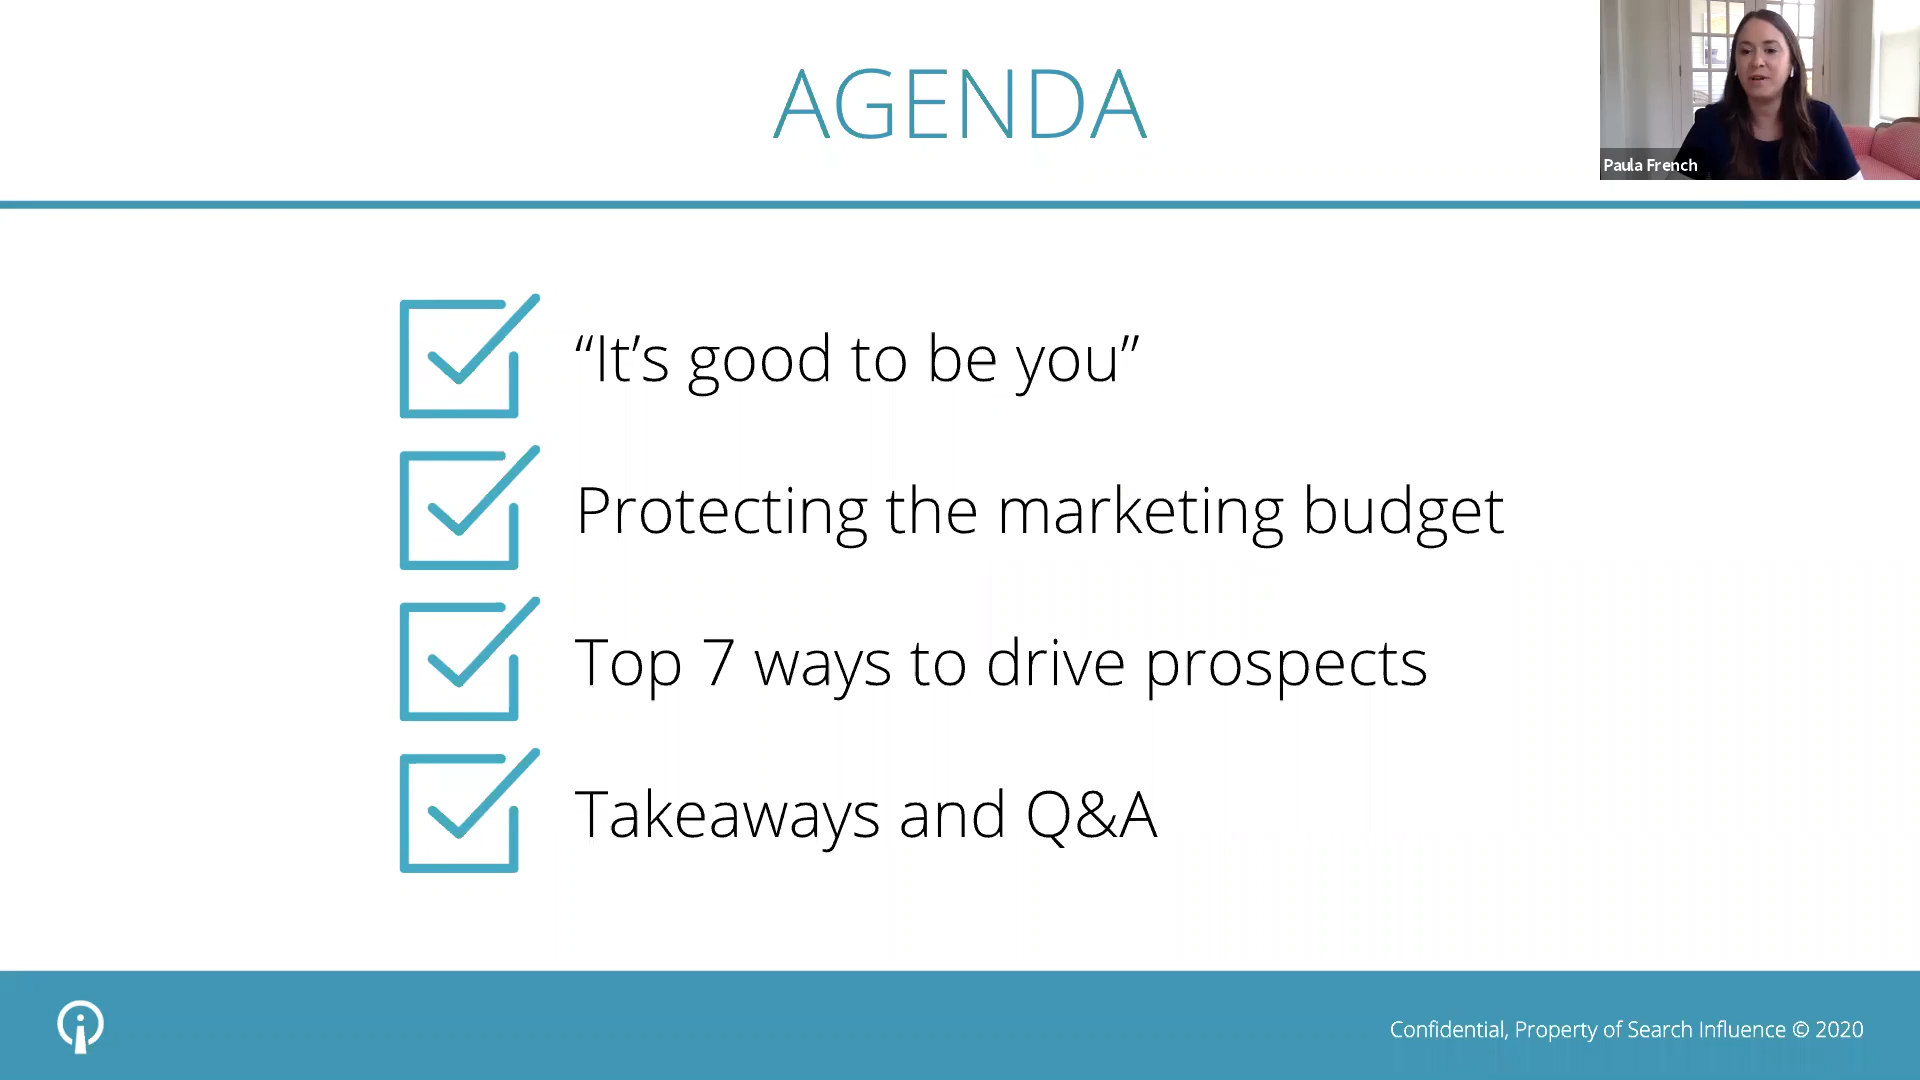 AGENDA
Paula French
“It’s good to be you”
Protecting the marketing budget
Top 7 ways to drive prospects
Takeaways and Q&A
Confidential, Property of Search Influence © 2020